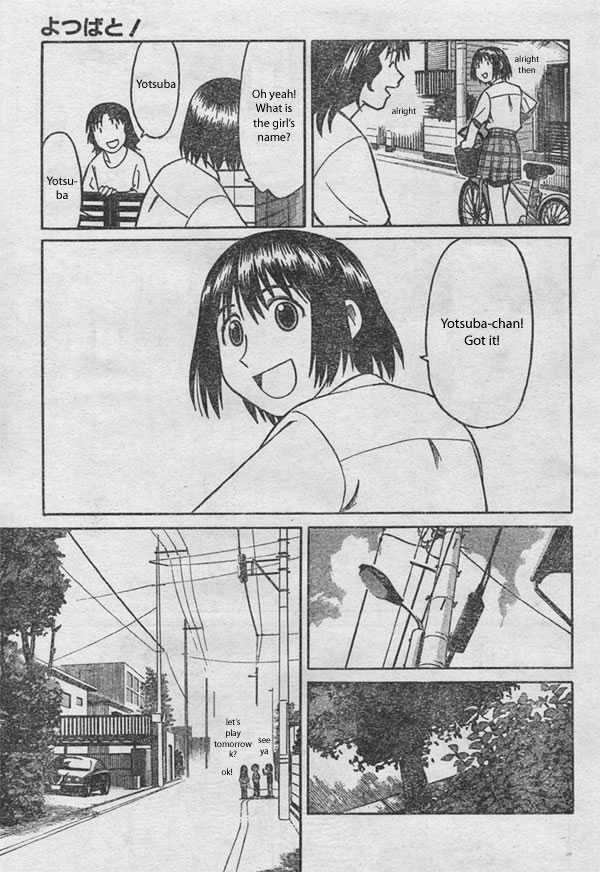 よつばと!
alright
then
alright
Oh yeah!
What is
the girl's
name?
Yotsuba
Yotsu-
ba
Yotsuba-chan!
Got it!
let's
play
tomorrow
k?
ok!
see
ya